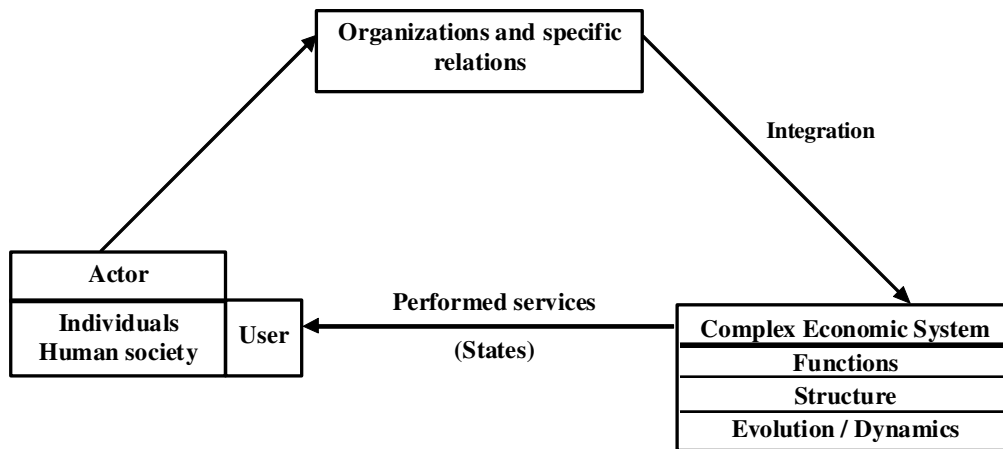 Organizations and specific
relations
Integration
Actor
Individuals
Human society
User
Performed services
(States)
Complex Economic System
Functions
Structure
Evolution / Dynamics